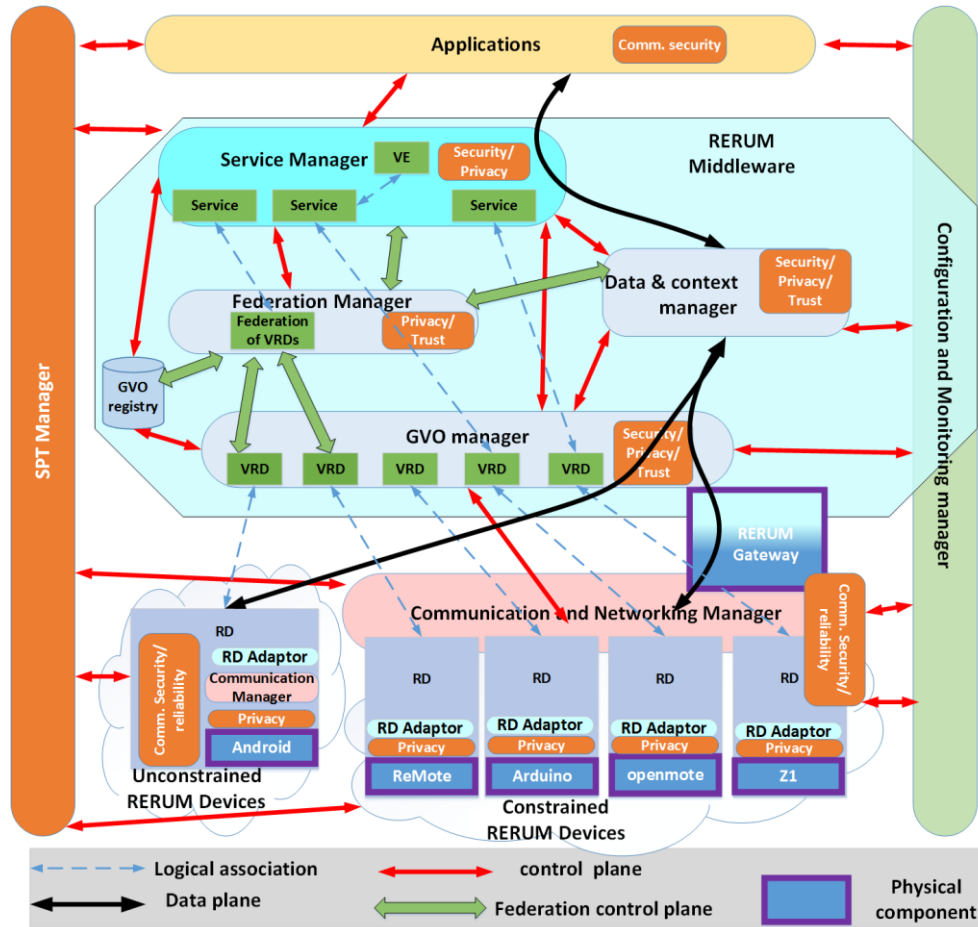 Applications
Comm. security
SPT Manager
Configuration and Monitoring manager
RERUM
Middleware
Service Manager
VE
Security/
Privacy
Service
Service
Service
Federation Manager
Federation
of VRDs
Privacy/
Trust
Data & context
manager
Security/
Privacy/
Trust
GVO
registry
GVO manager
VRD
VRD
VRD
VRD
VRD
Security/
Privacy/
Trust
RERUM
Gateway
Communication and Networking Manager
Comm. Security/
reliability
RD
Comm. Security/
reliability
RD Adaptor
Communication
Manager
Privacy
Android
Unconstrained
RERUM Devices
RD
RD
RD
RD
RD Adaptor
RD Adaptor
RD Adaptor
RD Adaptor
Privacy
Privacy
Privacy
Privacy
ReMote
Arduino
openmote
Z1
Constrained
RERUM Devices
Logical association
control plane
Data plane
Federation control plane
Physical
component